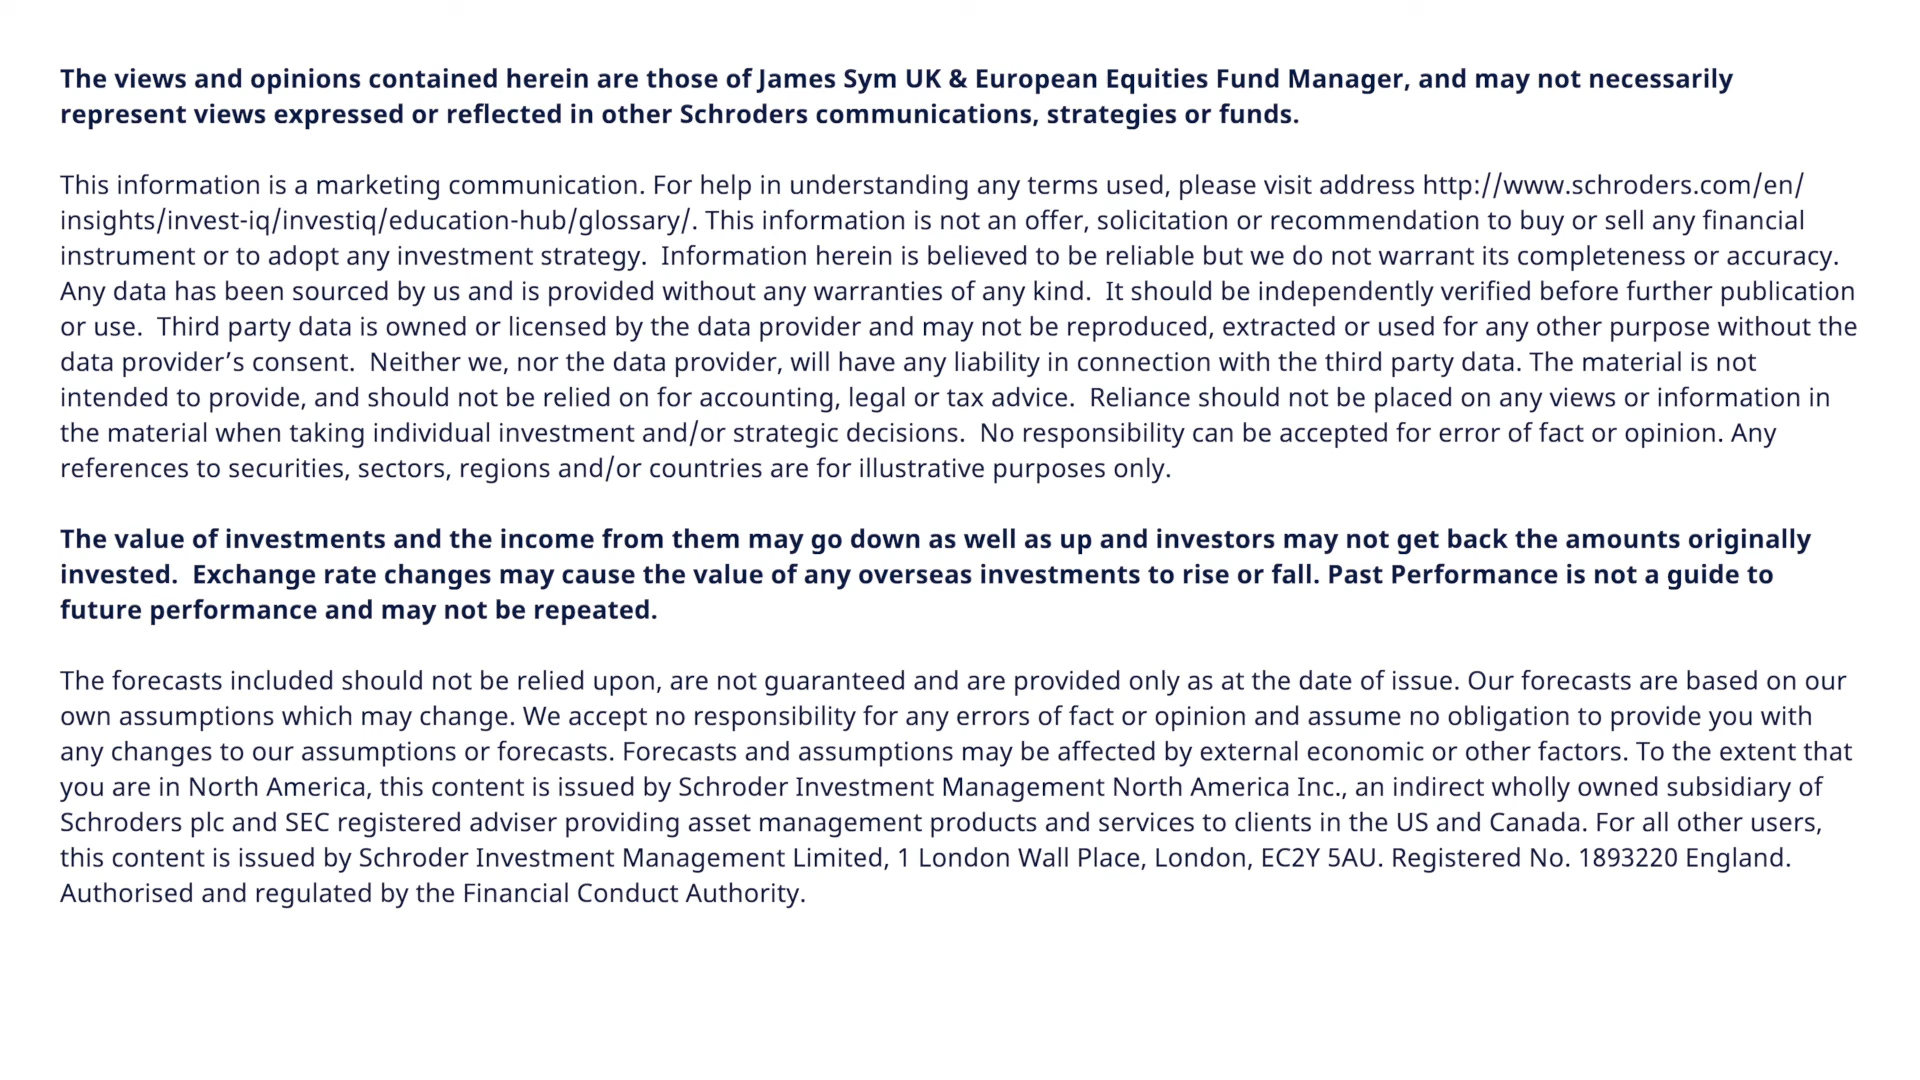 The views and opinions contained herein are those of James Sym UK & European Equities Fund Manager, and may not necessarily
represent views expressed or reflected in other Schroders communications, strategies or funds.
This information is a marketing communication. For help in understanding any terms used, please visit address http://www.schroders.com/en/
insights/invest-iq/investiq/education-hub/glossary/. This information is not an offer, solicitation or recommendation to buy or sell any financial
instrument or to adopt any investment strategy.  Information herein is believed to be reliable but we do not warrant its completeness or accuracy.
Any data has been sourced by us and is provided without any warranties of any kind.  It should be independently verified before further publication
or use.  Third party data is owned or licensed by the data provider and may not be reproduced, extracted or used for any other purpose without the
data provider’s consent.  Neither we, nor the data provider, will have any liability in connection with the third party data. The material is not
intended to provide, and should not be relied on for accounting, legal or tax advice.  Reliance should not be placed on any views or information in
the material when taking individual investment and/or strategic decisions.  No responsibility can be accepted for error of fact or opinion. Any
references to securities, sectors, regions and/or countries are for illustrative purposes only.
The value of investments and the income from them may go down as well as up and investors may not get back the amounts originally
invested.  Exchange rate changes may cause the value of any overseas investments to rise or fall. Past Performance is not a guide to
future performance and may not be repeated.
The forecasts included should not be relied upon, are not guaranteed and are provided only as at the date of issue. Our forecasts are based on our
own assumptions which may change. We accept no responsibility for any errors of fact or opinion and assume no obligation to provide you with
any changes to our assumptions or forecasts. Forecasts and assumptions may be affected by external economic or other factors. To the extent that
you are in North America, this content is issued by Schroder Investment Management North America Inc., an indirect wholly owned subsidiary of
Schroders plc and SEC registered adviser providing asset management products and services to clients in the US and Canada. For all other users,
this content is issued by Schroder Investment Management Limited, 1 London Wall Place, London, EC2Y 5AU. Registered No. 1893220 England.
Authorised and regulated by the Financial Conduct Authority.